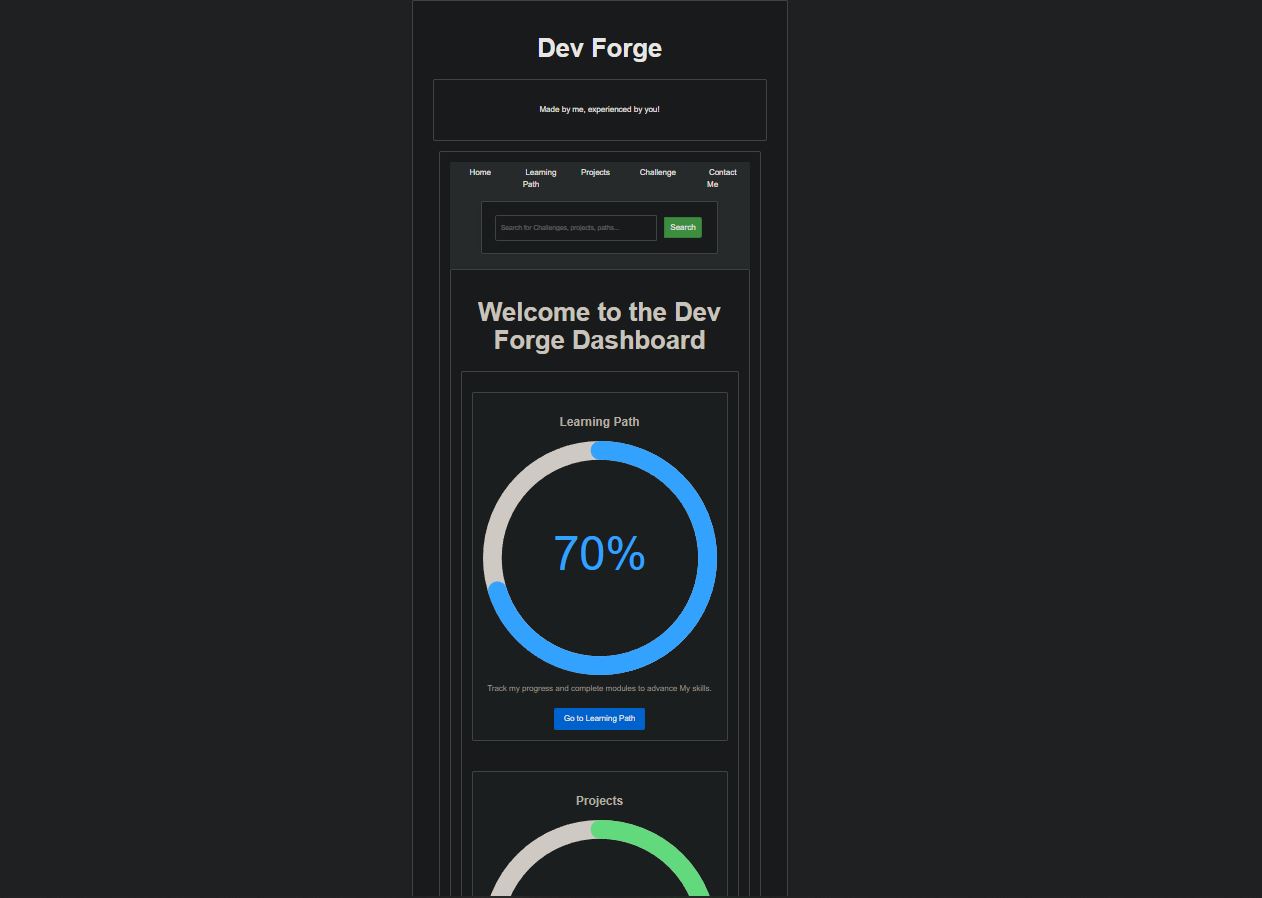 Dev Forge
Made by me, experienced by you!
Home Learning Projects Challenge Contact
Path Me
Search for Challenges, projects, paths... Search
Welcome to the Dev
Forge Dashboard
Learning Path
70%
Track my progress and complete modules to advance My skills.
Go to Learning Path
Projects